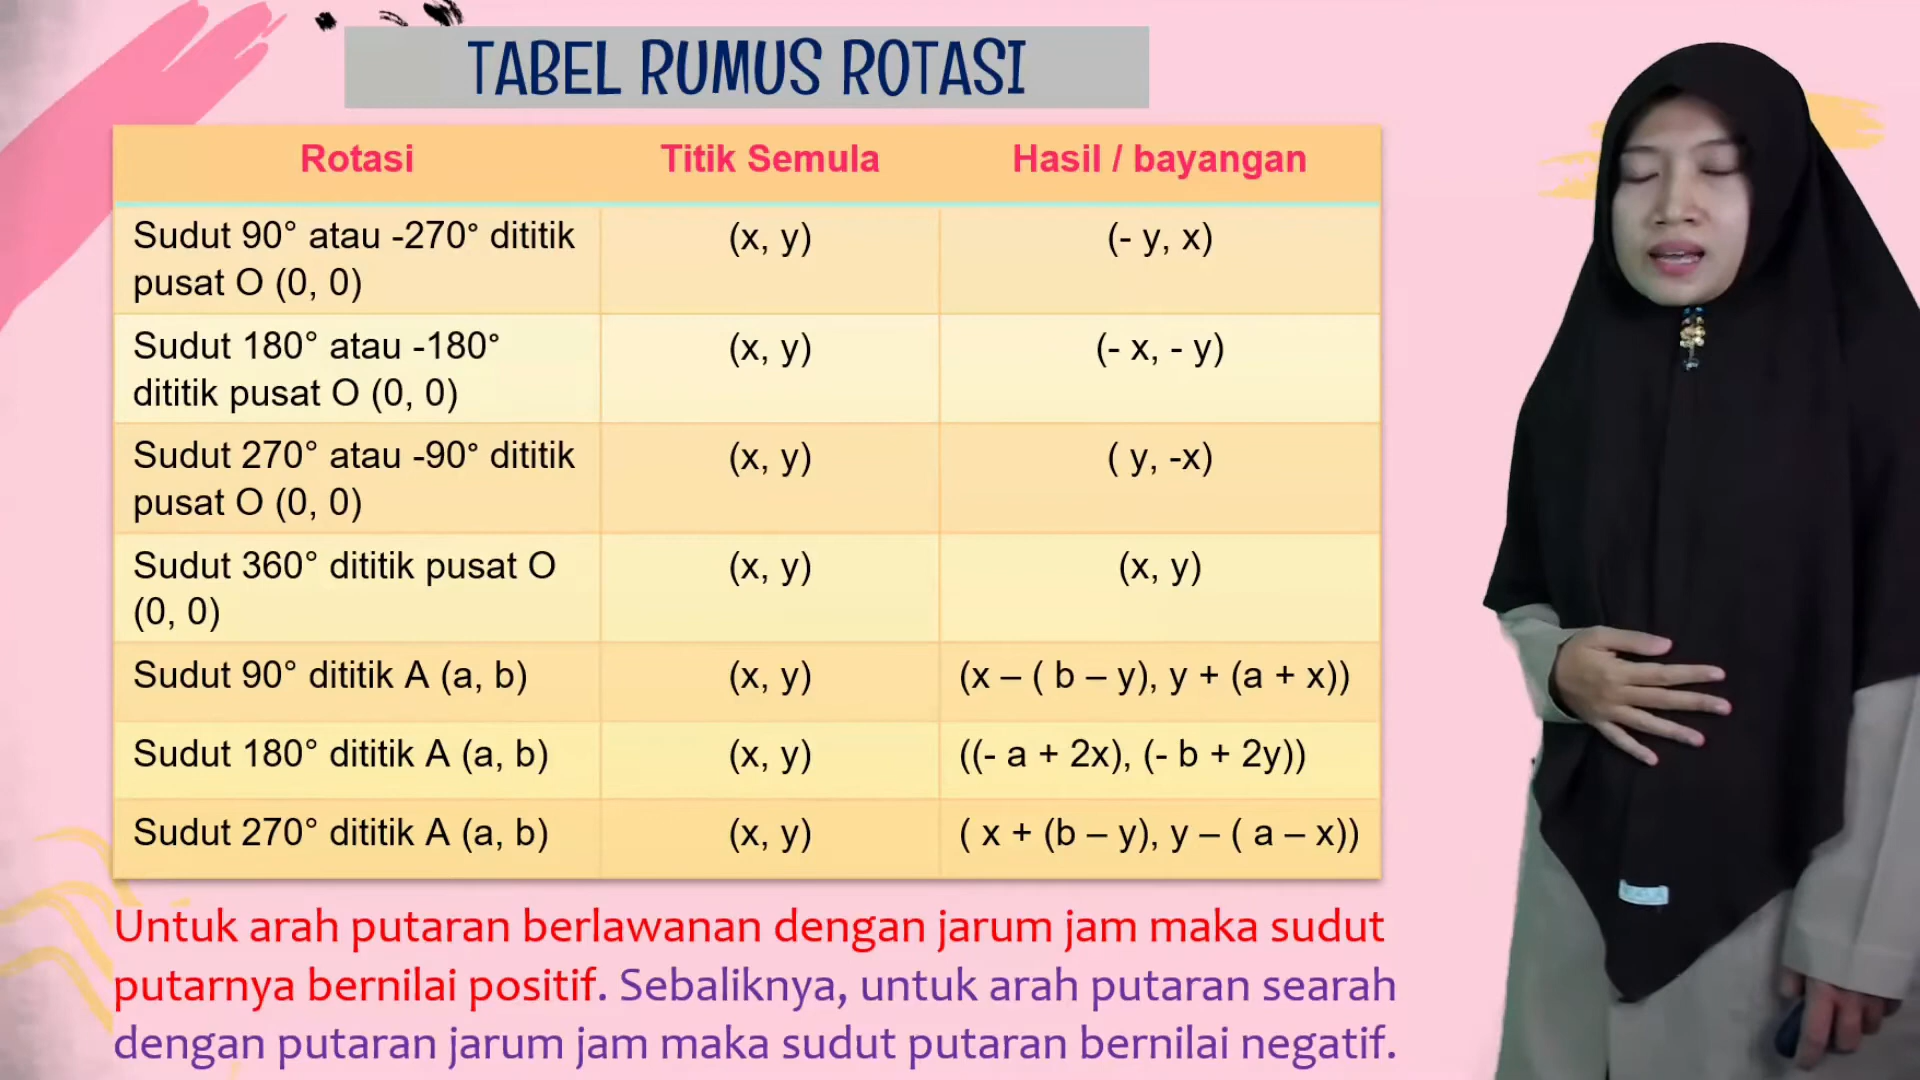 TABEL RUMUS ROTASI
Rotasi Titik Semula Hasil / bayangan
Sudut 90° atau -270° dititik
pusat O (0, 0)
(x, y)
(- y, x)
Sudut 180° atau -180°
dititik pusat O (0, 0)
(x, y)
(- x, - y)
Sudut 270° atau -90° dititik
pusat O (0, 0)
(x, y)
( y, -x)
Sudut 360° dititik pusat O
(0, 0)
(x, y)
(x, y)
Sudut 90° dititik A (a, b) (x, y) (x – ( b – y), y + (a + x))
Sudut 180° dititik A (a, b) (x, y) ((- a + 2x), (- b + 2y))
Sudut 270° dititik A (a, b) (x, y) ( x + (b – y), y – ( a – x))
Untuk arah putaran berlawanan dengan jarum jam maka sudut
putarnya bernilai positif. Sebaliknya, untuk arah putaran searah
dengan putaran jarum jam maka sudut putaran bernilai negatif.